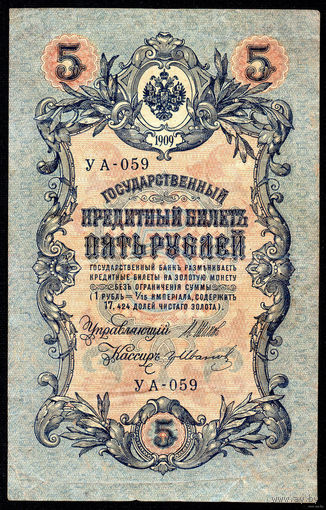 5 5
1909
УА-059
ГОСУДАРСТВЕННЫЙ
КРЕДИТНЫЙ БИЛЕТЪ
ПЯТЬ РУБЛЕЙ
ГОСУДАРСТВЕННЫЙ БАНКЪ РАЗМѢНИВАЕТЪ
КРЕДИТНЫЕ БИЛЕТЫ НА ЗОЛОТУЮ МОНЕТУ
БЕЗЪ ОГРАНИЧЕНІЯ СУММЫ
(1 РУБЛЬ = 1/15 ИМПЕРІАЛА, СОДЕРЖИТЪ
17,424 ДОЛЕЙ ЧИСТАГО ЗОЛОТА).
Управляющій
Кассиръ
УА-059
5